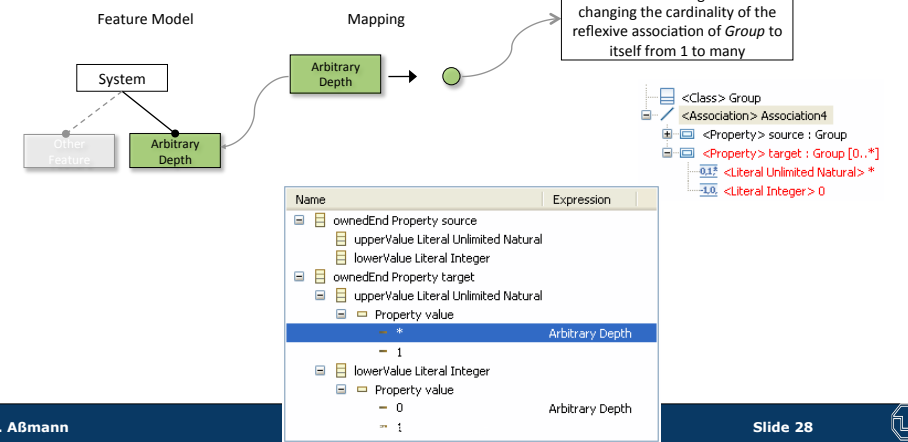 changing the cardinality of the
reflexive association of Group to
itself from 1 to many
Feature Model
Mapping
System
Other
Feature
Arbitrary
Depth
Arbitrary
Depth
<Class> Group
<Association> Association4
<Property> source : Group
<Property> target : Group [0..*]
0,1,* <Literal Unlimited Natural> *
-1,0, <Literal Integer> 0
Name Expression
ownedEnd Property source
upperValue Literal Unlimited Natural
lowerValue Literal Integer
ownedEnd Property target
upperValue Literal Unlimited Natural
Property value
* Arbitrary Depth
1
lowerValue Literal Integer
Property value
0 Arbitrary Depth
1
. Aßmann
Slide 28